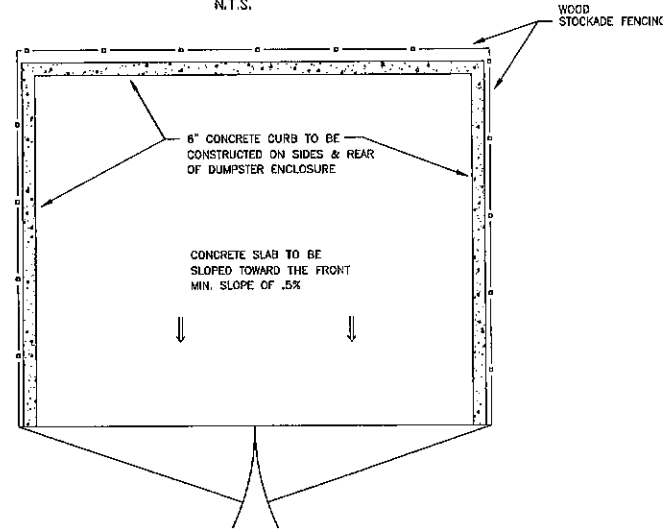 N.T.S.
WOOD
STOCKADE FENCING
6" CONCRETE CURB TO BE
CONSTRUCTED ON SIDES & REAR
OF DUMPSTER ENCLOSURE
CONCRETE SLAB TO BE
SLOPED TOWARD THE FRONT
MIN. SLOPE OF .5%